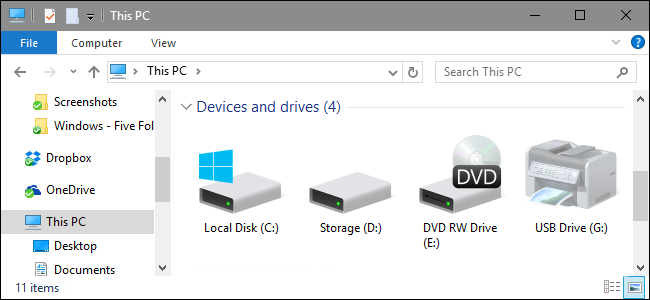 This PC
File
Computer
View
This PC
Search This PC
Screenshots
Windows - Five Fol
Dropbox
OneDrive
This PC
Desktop
Documents
Devices and drives (4)
Local Disk (C:)
Storage (D:)
DVD
DVD RW Drive
(E:)
USB Drive (G:)
11 items